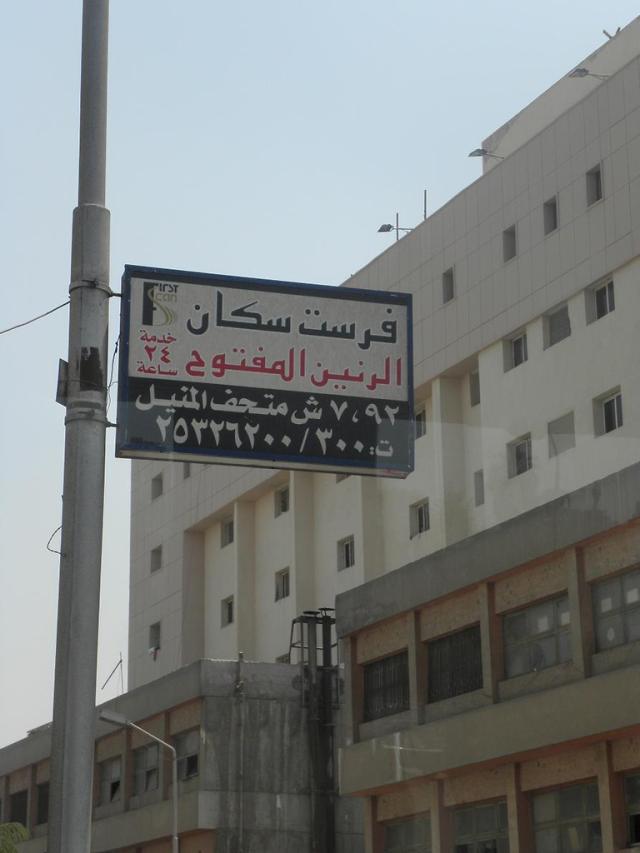 FIRST
Scan
فرست سكان
الرنين المفتوح
خدمة
٢٤
ساعة
٧،٩٢ ش متحف المنيل
ت: ٢٥٣٢٦٢٠٠/٣٠٠